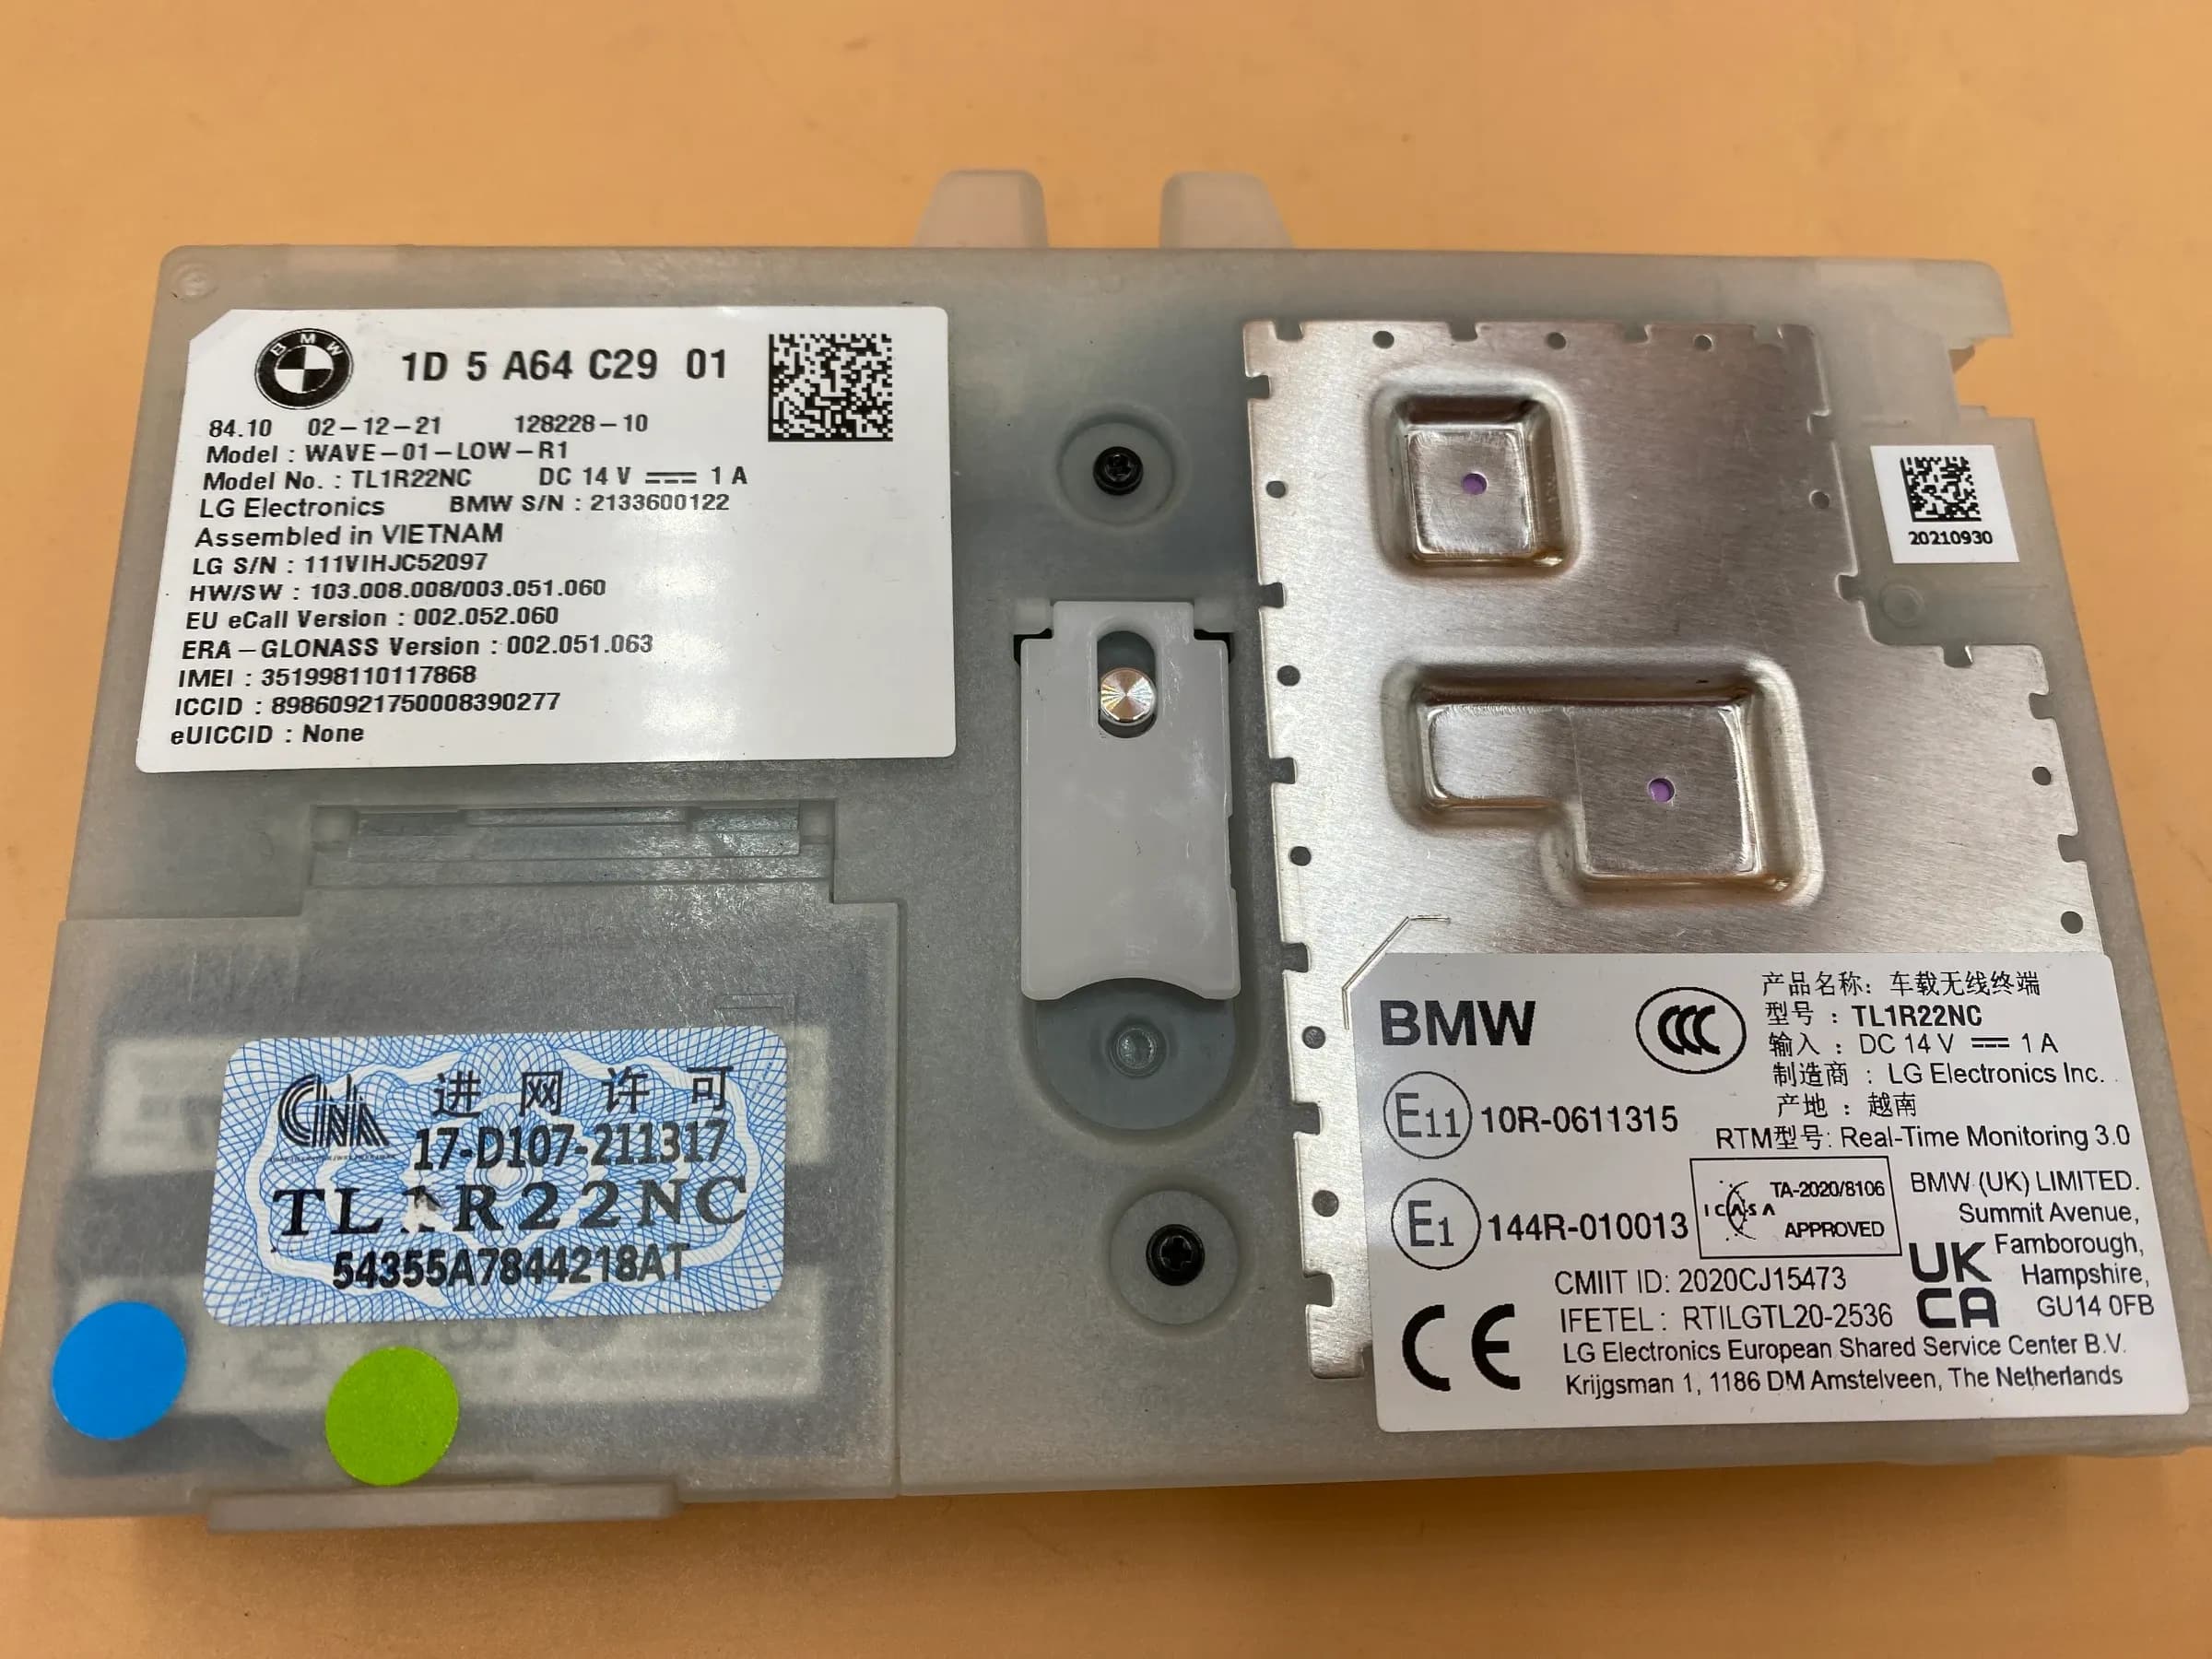 BMW
1D 5 A64 C29 01
84.10 02-12-21 128228-10
Model : WAVE-01-LOW-R1
Model No. : TL1R22NC DC 14 V 1 A
LG Electronics BMW S/N : 2133600122
Assembled in VIETNAM
LG S/N : 111VIHJC52097
HW/SW : 103.008.008/003.051.060
EU eCall Version : 002.052.060
ERA-GLONASS Version : 002.051.063
IMEI : 351998110117868
ICCID : 89860921750008390277
eUICCID : None
20210930
进网许可
17-D107-211317
TL1R22NC
54355A7844218AT
BMW
CCC
产品名称: 车载无线终端
型号 : TL1R22NC
输入 : DC 14 V 1 A
制造商 : LG Electronics Inc.
产地 : 越南
RTM型号: Real-Time Monitoring 3.0
E11 10R-0611315
E1 144R-010013
ICASA TA-2020/8106
APPROVED
BMW (UK) LIMITED.
Summit Avenue,
Farnborough,
Hampshire,
GU14 0FB
UK
CA
CMIIT ID: 2020CJ15473
IFETEL : RTILGTL20-2536
CE
LG Electronics European Shared Service Center B.V.
Krijgsman 1, 1186 DM Amstelveen, The Netherlands